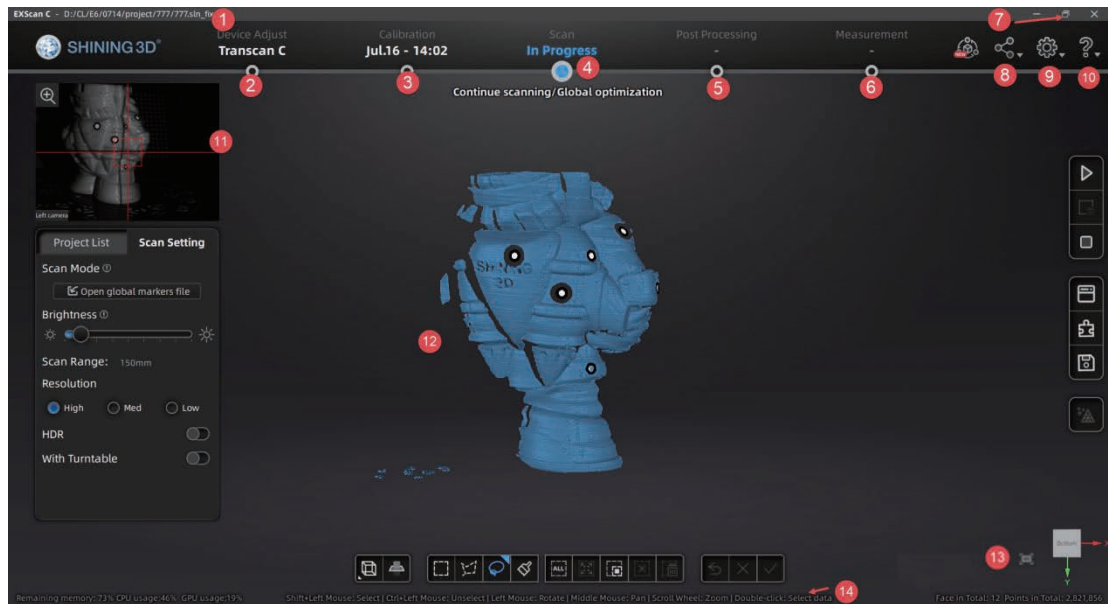 EXScan C - D:/CL/E6/0714/project/777/777.sln_fix
1
7
SHINING 3D®
Device Adjust
Transcan C
Calibration
Jul.16 - 14:02
Scan
In Progress
Post Processing
-
Measurement
-
NEW
2
3
4
5
6
8
9
10
Continue scanning/Global optimization
11
Left camera
Project List
Scan Setting
Scan Mode
Open global markers file
Brightness
Scan Range: 150mm
Resolution
High
Med
Low
HDR
With Turntable
SHINING
3D
12
13
Bottom
X
Y
ALL
14
Remaining memory: 73% CPU usage:46% GPU usage:19%
Shift+Left Mouse: Select | Ctrl+Left Mouse: Unselect | Left Mouse: Rotate | Middle Mouse: Pan | Scroll Wheel: Zoom | Double-click: Select data
Face in Total: 12, Points in Total: 2,821,856